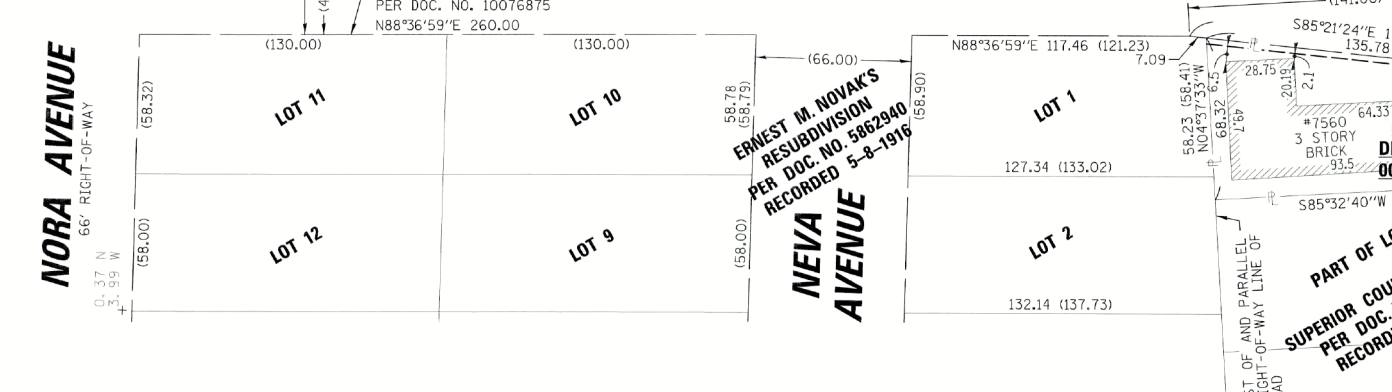 PER DOC. NO. 10076875
N88°36'59"E 260.00
(130.00)
(130.00)
(66.00)
N88°36'59"E 117.46 (121.23)
7.09
S85°21'24"E
135.78
NORA AVENUE
66' RIGHT-OF-WAY
(58.32)
LOT 11
LOT 10
58.78
(58.79)
ERNEST M. NOVAK'S
RESUBDIVISION
PER DOC. NO. 5862940
RECORDED 5-8-1916
(58.90)
LOT 1
58.23 (58.41)
N04°37'33"W
68.32
6.5
28.75
20.19
2.1
49.7
64.33
#7560
3 STORY
BRICK
93.5
127.34 (133.02)
S85°32'40"W
(58.00)
LOT 12
LOT 9
(58.00)
NEVA
AVENUE
LOT 2
132.14 (137.73)
0.37 N
3.99 W
OF AND PARALLEL
OF-WAY LINE OF
PART OF
SUPERIOR
PER DOC.